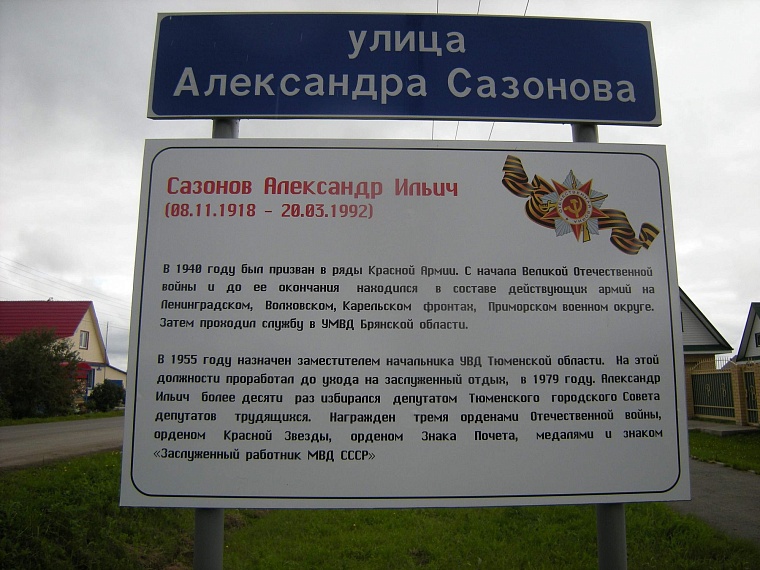 улица
Александра Сазонова
Сазонов Александр Ильич
(08.11.1918 - 20.03.1992)
В 1940 году был призван в ряды Красной Армии. С начала Великой Отечественной
войны и до ее окончания находился в составе действующих армий на
Ленинградском, Волховском, Карельском фронтах, Приморском военном округе.
Затем проходил службу в УМВД Брянской области.
В 1955 году назначен заместителем начальника УВД Тюменской области. На этой
должности проработал до ухода на заслуженный отдых, в 1979 году. Александр
Ильич более десяти раз избирался депутатом Тюменского городского Совета
депутатов трудящихся. Награжден тремя орденами Отечественной войны,
орденом Красной Звезды, орденом Знака Почета, медалями и знаком
«Заслуженный работник МВД СССР»